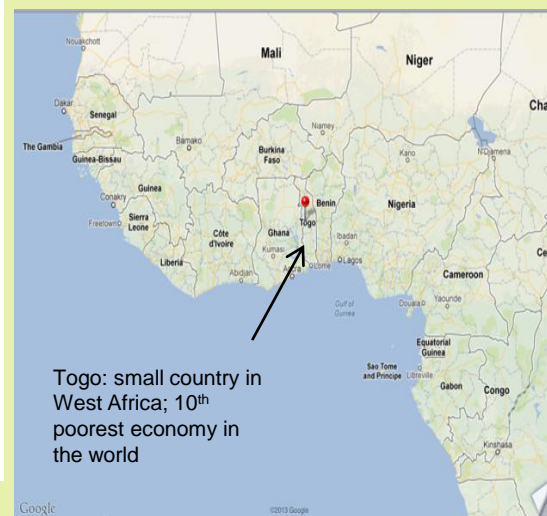 Nouakchott
Mali
Niger
Dakar
Senegal
The Gambia
Guinea-Bissau
Bamako
Burkina
Faso
Niamey
Kano
N'Djamena
Guinea
Conakry
Freetown
Sierra
Leone
Liberia
Côte
d'Ivoire
Abidjan
Ghana
Kumasi
Accra
Togo
Lome
Benin
Nigeria
Ibadan
Lagos
Cameroon
Douala
Yaounde
Gulf of
Guinea
Equatorial
Guinea
Sao Tome
and Principe
Libreville
Gabon
Congo
Kinshasa
Togo: small country in
West Africa; 10th
poorest economy in
the world
Google
©2013 Google